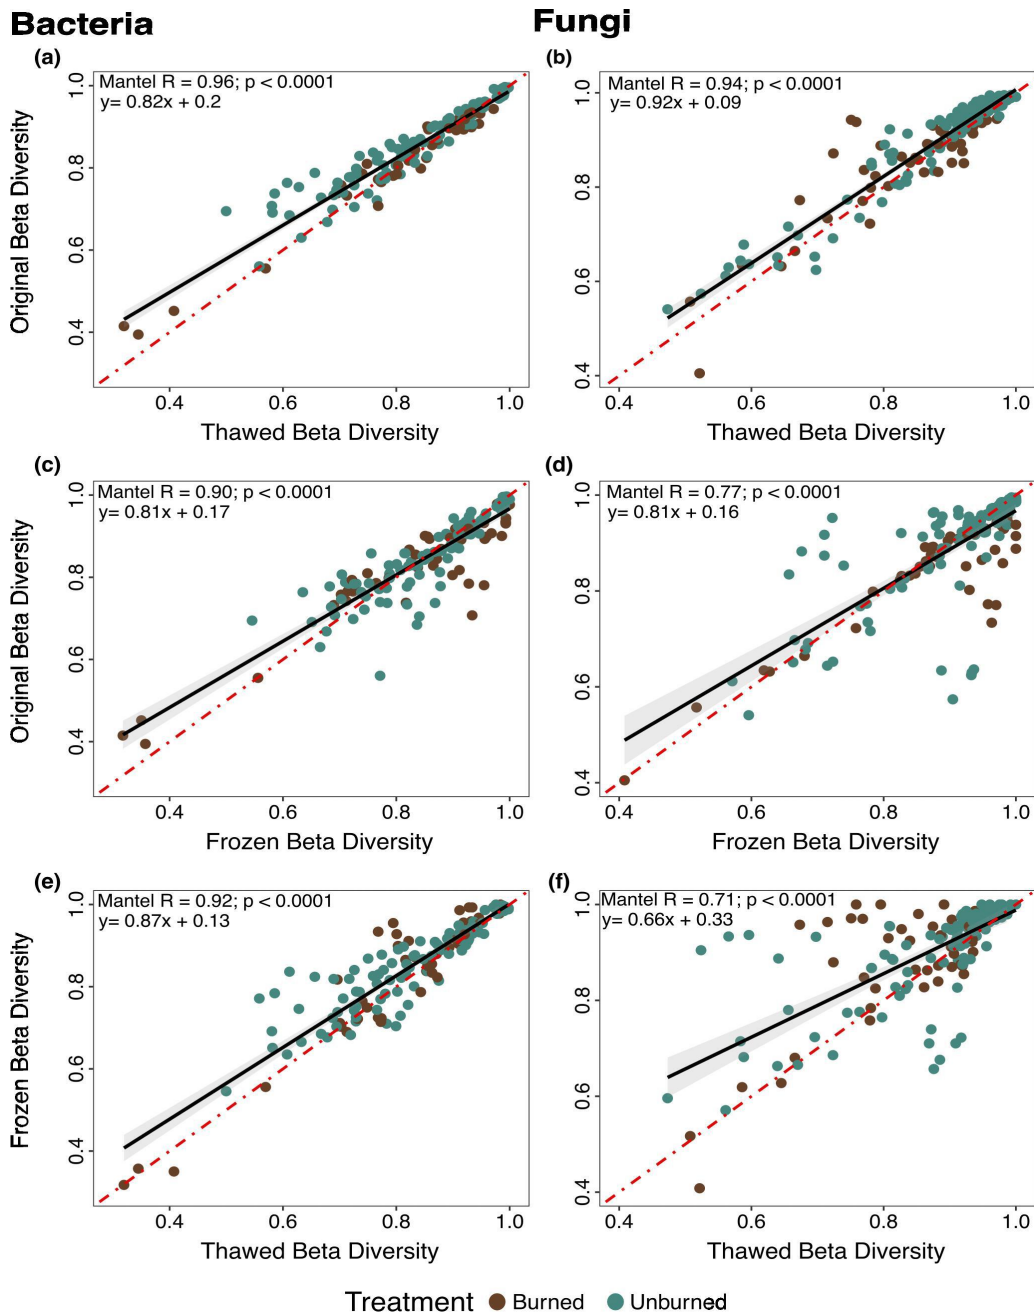 Bacteria
Fungi
(a)
Mantel R = 0.96; p < 0.0001
y= 0.82x + 0.2
Original Beta Diversity
1.0
0.8
0.6
0.4
0.4 0.6 0.8 1.0
Thawed Beta Diversity
(b)
Mantel R = 0.94; p < 0.0001
y= 0.92x + 0.09
1.0
0.8
0.6
0.4
0.4 0.6 0.8 1.0
Thawed Beta Diversity
(c)
Mantel R = 0.90; p < 0.0001
y= 0.81x + 0.17
Original Beta Diversity
1.0
0.8
0.6
0.4
0.4 0.6 0.8 1.0
Frozen Beta Diversity
(d)
Mantel R = 0.77; p < 0.0001
y= 0.81x + 0.16
1.0
0.8
0.6
0.4
0.4 0.6 0.8 1.0
Frozen Beta Diversity
(e)
Mantel R = 0.92; p < 0.0001
y= 0.87x + 0.13
Frozen Beta Diversity
1.0
0.8
0.6
0.4
0.4 0.6 0.8 1.0
Thawed Beta Diversity
(f)
Mantel R = 0.71; p < 0.0001
y= 0.66x + 0.33
1.0
0.8
0.6
0.4
0.4 0.6 0.8 1.0
Thawed Beta Diversity
Treatment Burned Unburned